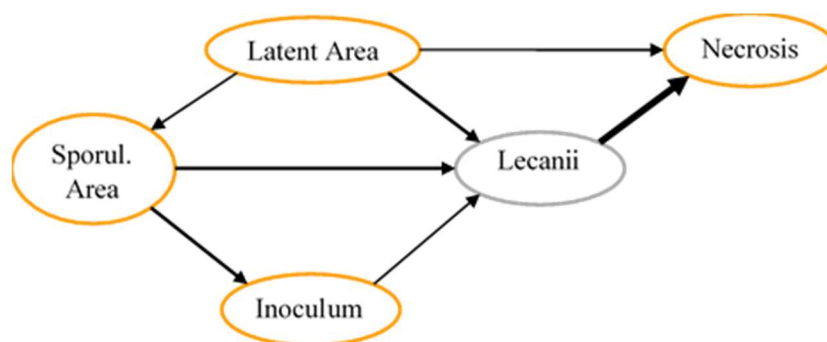 Latent Area
Necrosis
Sporul.
Area
Lecanii
Inoculum